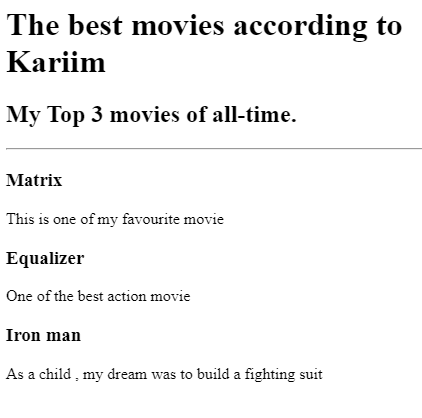 The best movies according to
Kariim
My Top 3 movies of all-time.
Matrix
This is one of my favourite movie
Equalizer
One of the best action movie
Iron man
As a child , my dream was to build a fighting suit